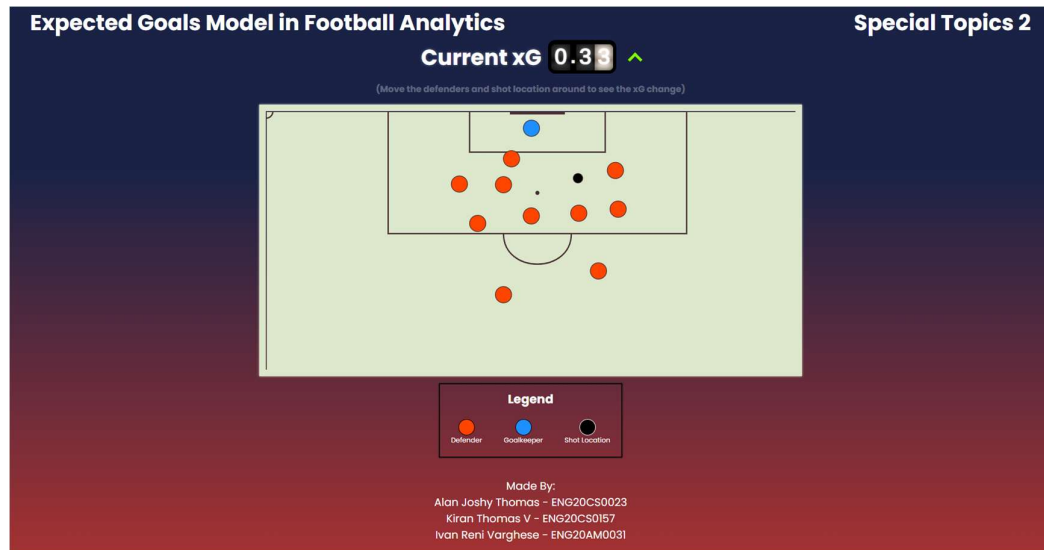 Expected Goals Model in Football Analytics
Special Topics 2
Current xG 0.33
(Move the defenders and shot location around to see the xG change)
Legend
Defender Goalkeeper Shot Location
Made By:
Alan Joshy Thomas - ENG20CS0023
Kiran Thomas V - ENG20CS0157
Ivan Reni Varghese - ENG20AM0031